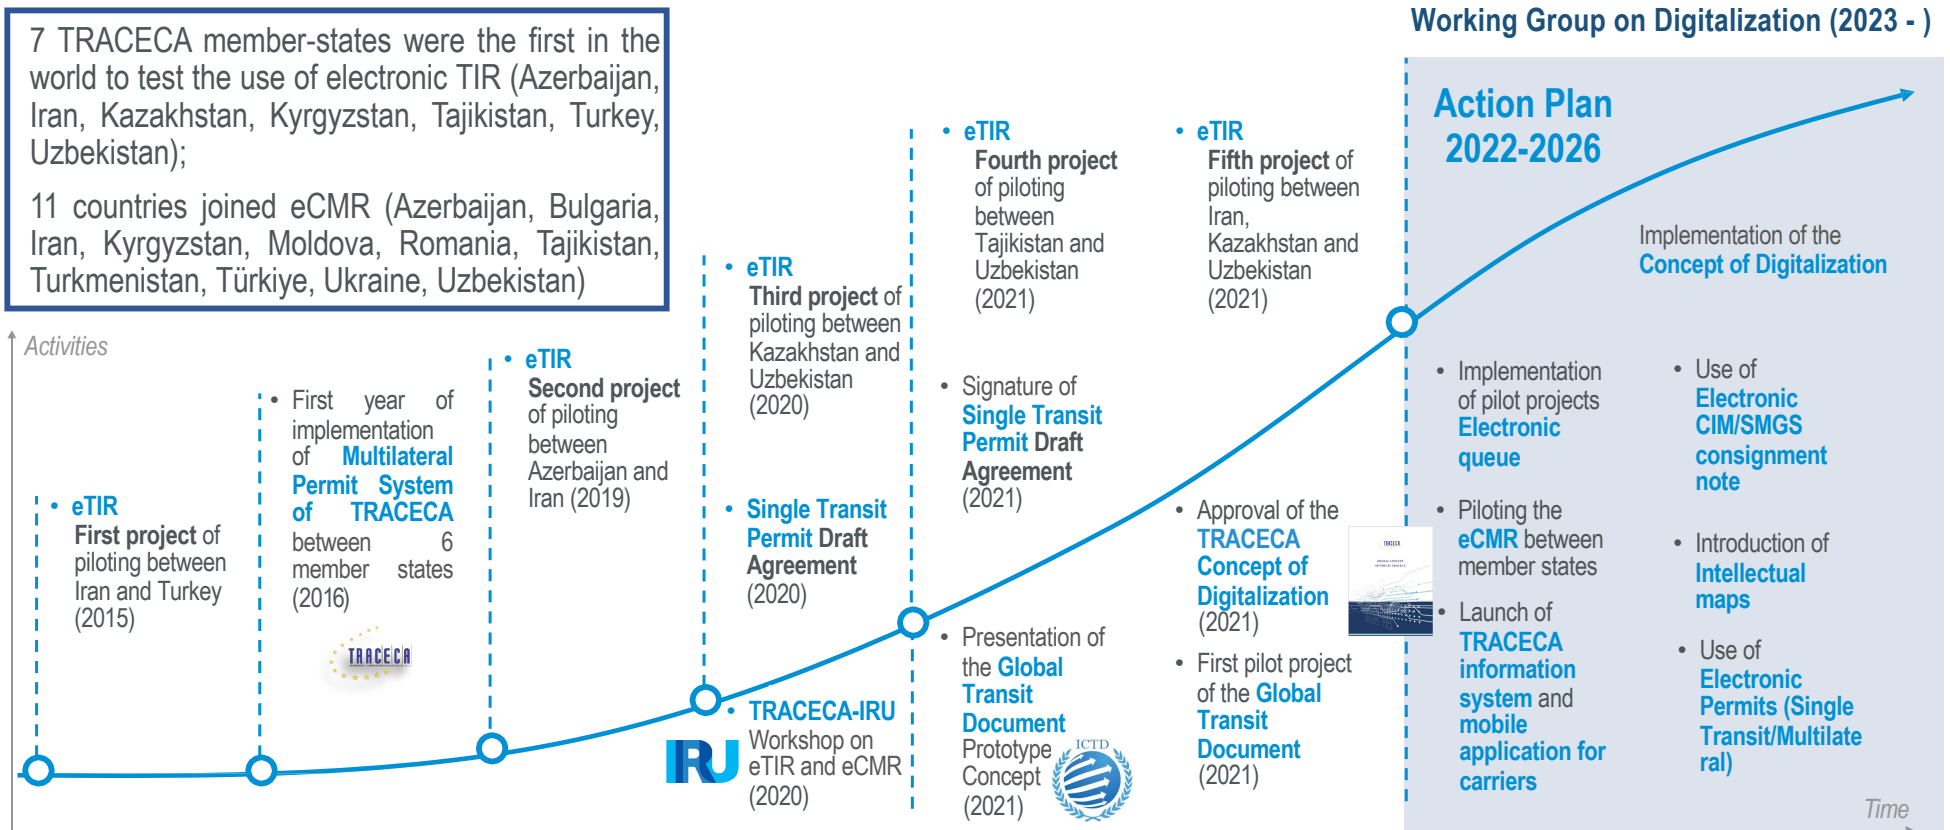 Working Group on Digitalization (2023 - )
7 TRACECA member-states were the first in the
world to test the use of electronic TIR (Azerbaijan,
Iran, Kazakhstan, Kyrgyzstan, Tajikistan, Turkey,
Uzbekistan);
11 countries joined eCMR (Azerbaijan, Bulgaria,
Iran, Kyrgyzstan, Moldova, Romania, Tajikistan,
Turkmenistan, Türkiye, Ukraine, Uzbekistan)
Activities
• eTIR
First project of
piloting between
Iran and Turkey
(2015)
• First year of
implementation
of Multilateral
Permit System
of TRACECA
between 6
member states
(2016)
TRACECA
• eTIR
Second project
of piloting
between
Azerbaijan and
Iran (2019)
• eTIR
Third project of
piloting between
Kazakhstan and
Uzbekistan
(2020)
• Single Transit
Permit Draft
Agreement
(2020)
• TRACECA-IRU
Workshop on
eTIR and eCMR
(2020)
IRU
• eTIR
Fourth project
of piloting
between
Tajikistan and
Uzbekistan
(2021)
• Signature of
Single Transit
Permit Draft
Agreement
(2021)
• Presentation of
the Global
Transit
Document
Prototype
Concept
(2021)
ICTD
• eTIR
Fifth project of
piloting between
Iran,
Kazakhstan and
Uzbekistan
(2021)
• Approval of the
TRACECA
Concept of
Digitalization
(2021)
• First pilot project
of the Global
Transit
Document
(2021)
TRACECA
Action Plan
2022-2026
Implementation of the
Concept of Digitalization
• Implementation
of pilot projects
Electronic
queue
• Piloting the
eCMR between
member states
• Launch of
TRACECA
information
system and
mobile
application for
carriers
• Use of
Electronic
CIM/SMGS
consignment
note
• Introduction of
Intellectual
maps
• Use of
Electronic
Permits (Single
Transit/Multilate
ral)
Time